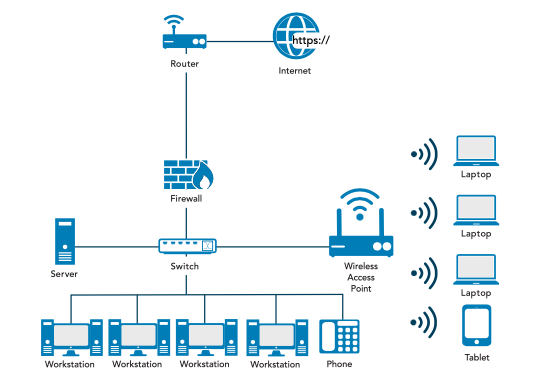 https://
Router
Internet
Laptop
Firewall
Laptop
Server
Switch
Wireless
Access
Point
Laptop
Workstation
Workstation
Workstation
Workstation
Phone
Tablet